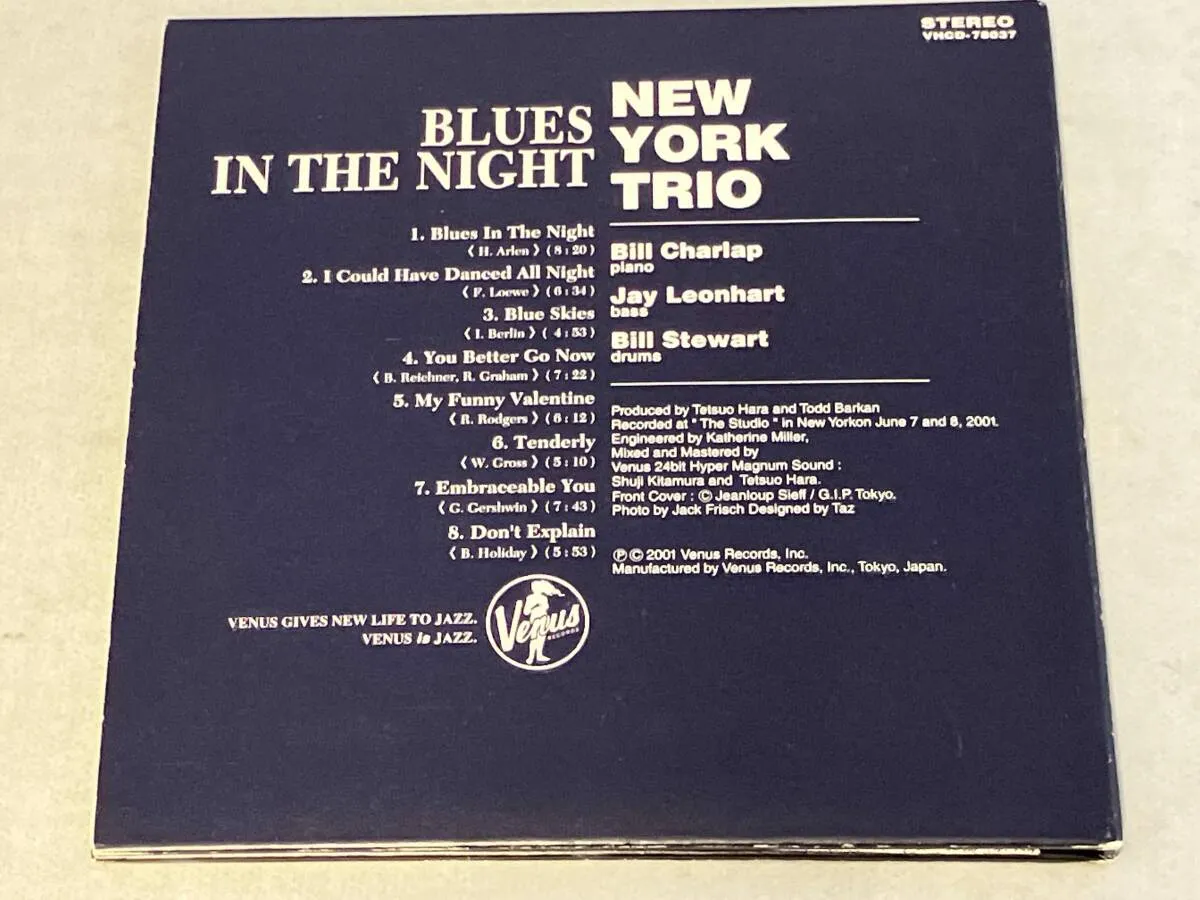 STEREO
VHCD-78037
BLUES
IN THE NIGHT
NEW
YORK
TRIO
1. Blues In The Night
《 H. Arlen 》 ( 8 : 20 )
2. I Could Have Danced All Night
《 F. Loewe 》 ( 6 : 34 )
3. Blue Skies
《 I. Berlin 》 ( 4 : 53 )
4. You Better Go Now
《 B. Reichner, R. Graham 》 ( 7 : 22 )
5. My Funny Valentine
《 R. Rodgers 》 ( 6 : 12 )
6. Tenderly
《 W. Gross 》 ( 5 : 10 )
7. Embraceable You
《 G. Gershwin 》 ( 7 : 43 )
8. Don't Explain
《 B. Holiday 》 ( 5 : 53 )
VENUS GIVES NEW LIFE TO JAZZ.
VENUS is JAZZ.
Venus
RECORDS
Bill Charlap
piano
Jay Leonhart
bass
Bill Stewart
drums
Produced by Tetsuo Hara and Todd Barkan
Recorded at " The Studio " in New Yorkon June 7 and 8, 2001.
Engineered by Katherine Miller,
Mixed and Mastered by
Venus 24bit Hyper Magnum Sound :
Shuji Kitamura and Tetsuo Hara.
Front Cover : © Jeanloup Sieff / G.I.P. Tokyo.
Photo by Jack Frisch Designed by Taz
℗ © 2001 Venus Records, Inc.
Manufactured by Venus Records, Inc., Tokyo, Japan.